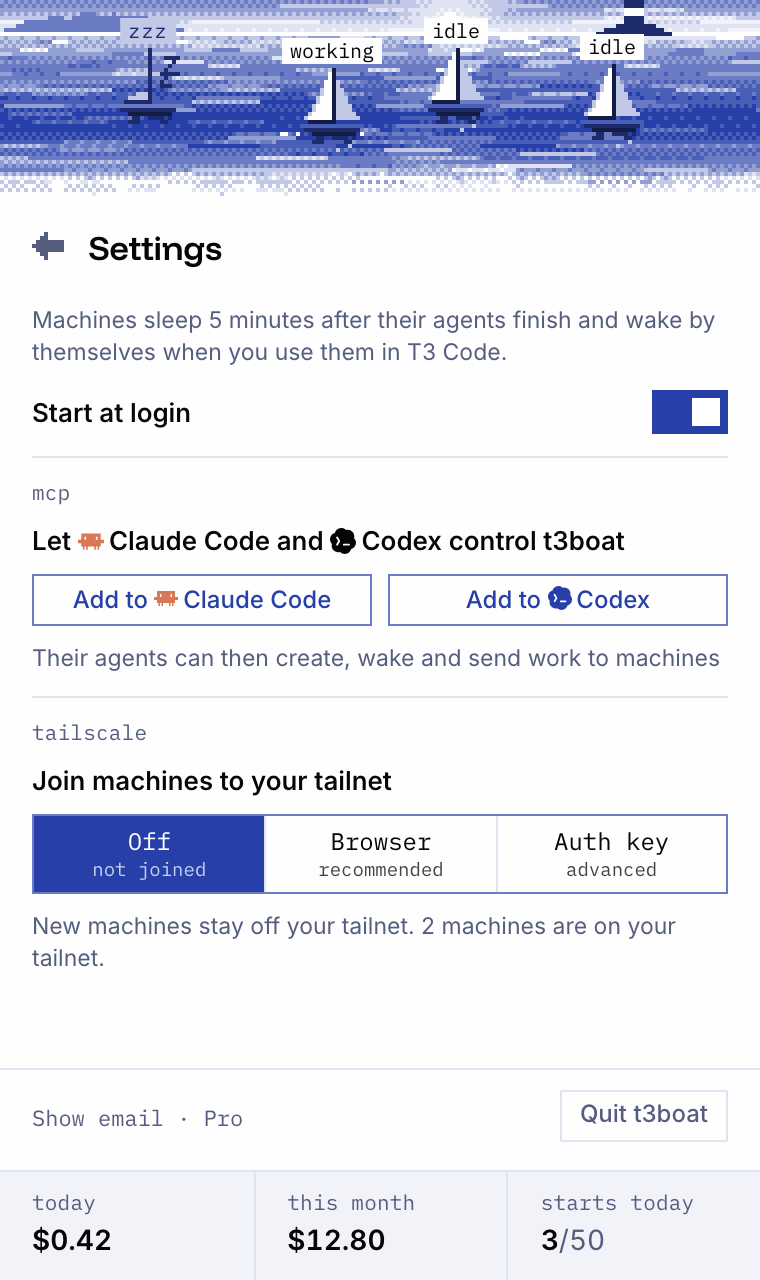 zzz
working
idle
idle
Settings
Machines sleep 5 minutes after their agents finish and wake by
themselves when you use them in T3 Code.
Start at login
mcp
Let Claude Code and Codex control t3boat
Add to Claude Code
Add to Codex
Their agents can then create, wake and send work to machines
tailscale
Join machines to your tailnet
Off
not joined
Browser
recommended
Auth key
advanced
New machines stay off your tailnet. 2 machines are on your
tailnet.
Show email · Pro
Quit t3boat
today
$0.42
this month
$12.80
starts today
3/50